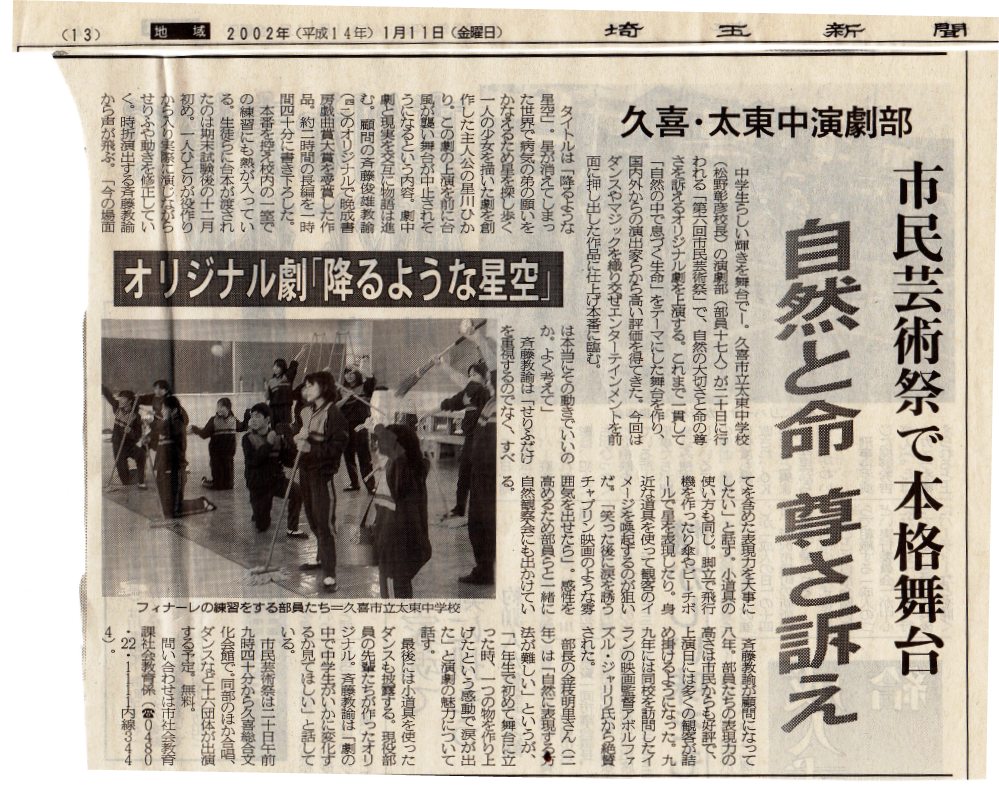 (13)
地域
2002年(平成14年)1月11日(金曜日)
埼玉新聞
市民芸術祭で本格舞台
自然と命 尊さ訴え
久喜・太東中演劇部
オリジナル劇「降るような星空」
中学生らしい輝きを舞台でー。久喜市立太東中学校
(松野彰彦校長)の演劇部(部員十七人)が二十日に行
われる「第六回市民芸術祭」で、自然の大切さと命の尊
さを訴えるオリジナル劇を上演する。これまで一貫して
「自然の中で息づく生命」をテーマにした舞台を作り、
国内外からの演出家らから高い評価を得てきた。今回は
ダンスやマジックを織り交ぜエンターテインメントを前
面に押し出した作品に仕上げ本番に臨む。
タイトルは「降るような
星空」。星が消えてしまっ
た世界で病気の弟の願いを
かなえるため星を探し歩く
一人の少女を描いた劇を創
作した主人公の星川ひか
り。この劇の上演を前に台
風が襲い舞台が中止されそ
うになるという内容。劇中
劇と現実を交互に物語は進
む。顧問の斉藤俊雄教諭
(四二)のオリジナルで晩成書
房戯曲賞大賞を受賞した作
品。約二時間の長編を一時
間四十分に書き下ろした。
本番を控え校内の一室で
の練習にも熱が入ってい
る。生徒らに台本が渡され
たのは期末試験後の十二月
初め。一人ひとりが役作り
から入り実際に演じながら
せりふや動きを修正してい
く。時折演出する斉藤教諭
から声が飛ぶ。「今の場面
は本当にその動きでいいの
か。よく考えて」
斉藤教諭は「せりふだけ
を重視するのでなく、すべ
てを含めた表現力を大事に
したい」と話す。小道具の
使い方も同じ。脚立で飛行
機を作ったり傘やビーチボ
ールで星を表現したり。身
近な道具を使って観客のイ
メージを喚起するのが狙い
だ。「笑った後に涙を誘う
チャプリン映画のような雰
囲気を出せたら」。感性を
高めるため部員らと一緒に
自然観察会にも出かけてい
る。
斉藤教諭が顧問になって
八年。部員たちの表現力の
高さは市民からも好評で、
上演日には多くの観客が詰
め掛けるようになった。九
九年には同校を訪問したイ
ランの映画監督アボルファ
ズル・ジャリリ氏から絶賛
された。
部長の金枝明里さん(二
年)は「自然に表現する方
法が難しい」というが、
「一年生で初めて舞台に立
った時、一つの物を作り上
げたという感動で涙が出
た」と演劇の魅力について
話す。
最後には小道具を使った
ダンスも披露する。現役部
員の先輩たちが作ったオリ
ジナル。斉藤教諭は「劇の
中で中学生がいかに変化す
るか見てほしい」と話して
いる。
市民芸術祭は二十日午前
九時四十分から久喜総合文
化会館で。同部のほか合唱、
ダンスなど十六団体が出演
する予定。無料。
問い合わせは市社会教育
課社会教育係(☎0480
・22・1111内線344
4)。
フィナーレの練習をする部員たち=久喜市立太東中学校